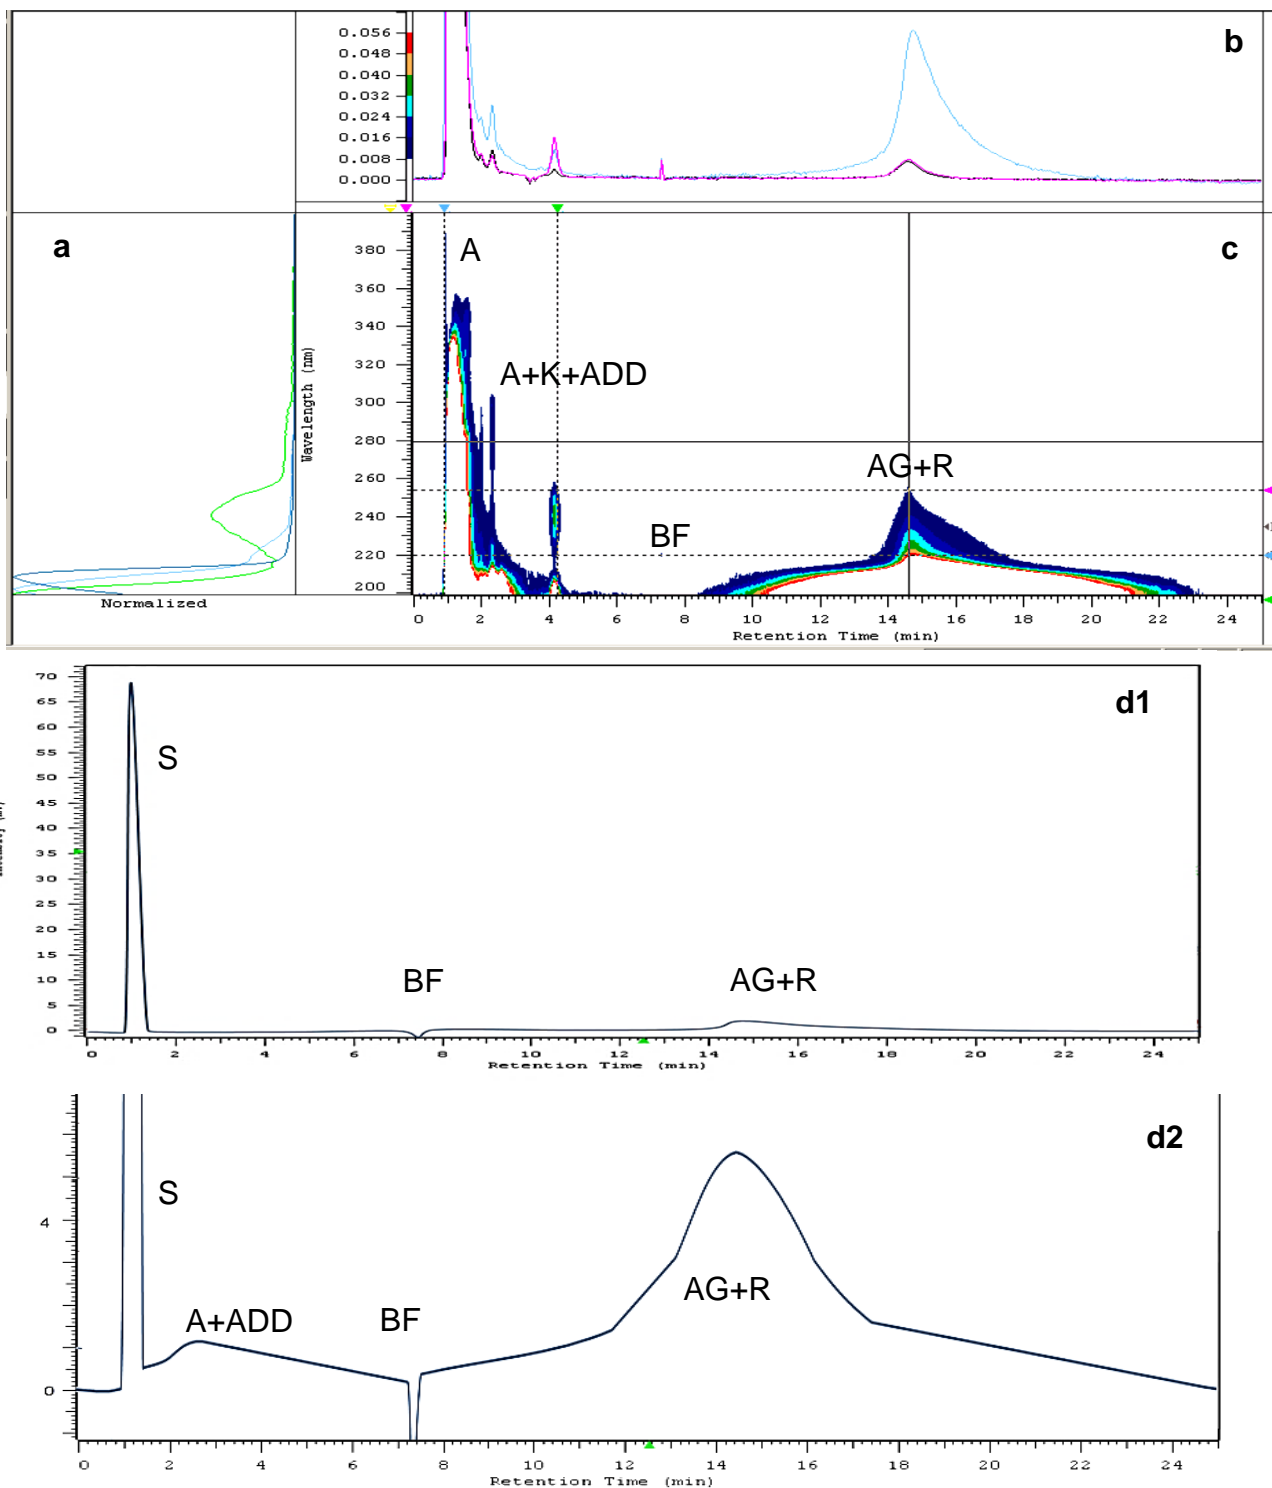 0.056
0.048
0.040
0.032
0.024
0.016
0.008
0.000
b
a
Wavelength (nm)
Normalized
380
360
340
320
300
280
260
240
220
200
A
c
A+K+ADD
AG+R
BF
0 2 4 6 8 10 12 14 16 18 20 22 24
Retention Time (min)
70
65
60
55
50
45
40
35
30
25
20
15
10
5
0
d1
S
BF
AG+R
0 2 4 6 8 10 12 14 16 18 20 22 24
Retention Time (min)
4
0
d2
S
A+ADD
BF
AG+R
0 2 4 6 8 10 12 14 16 18 20 22 24
Retention Time (min)